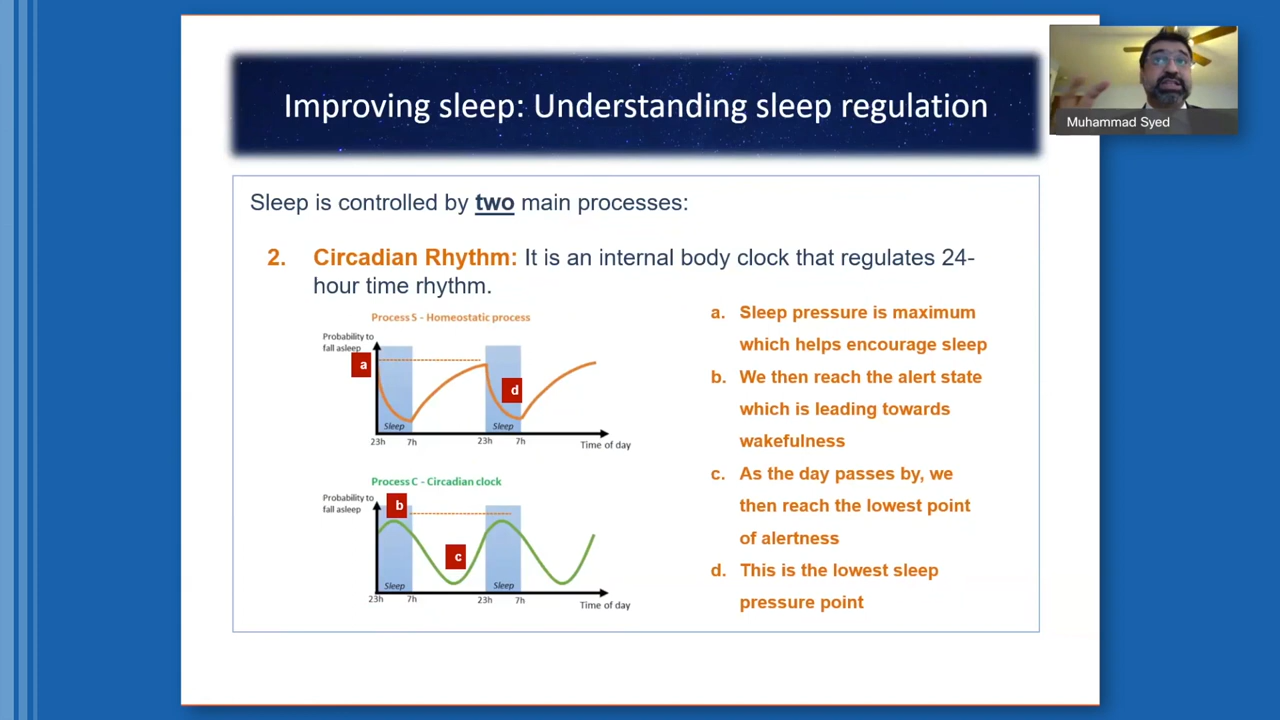 Improving sleep: Understanding sleep regulation
Muhammad Syed
Sleep is controlled by two main processes:
2. Circadian Rhythm: It is an internal body clock that regulates 24-
hour time rhythm.
Process S - Homeostatic process
Probability to
fall asleep
a
d
Sleep
Sleep
23h
7h
23h
7h
Time of day
Process C - Circadian clock
Probability to
fall asleep
b
c
Sleep
Sleep
23h
7h
23h
7h
Time of day
a. Sleep pressure is maximum
which helps encourage sleep
b. We then reach the alert state
which is leading towards
wakefulness
c. As the day passes by, we
then reach the lowest point
of alertness
d. This is the lowest sleep
pressure point